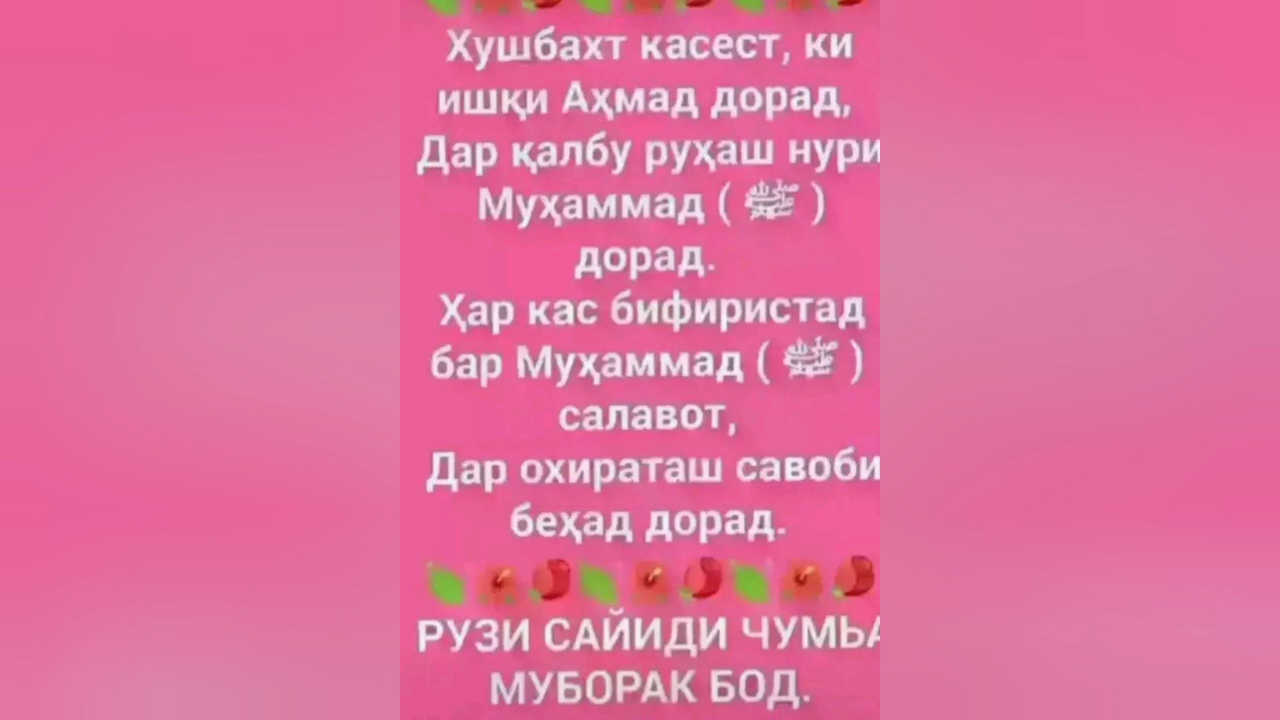 Хушбахт касест, ки
ишқи Аҳмад дорад,
Дар қалбу руҳаш нури
Муҳаммад ( ﷺ )
дорад.
Ҳар кас бифиристад
бар Муҳаммад ( ﷺ )
салавот,
Дар охираташ савоби
беҳад дорад.
РУЗИ САЙИДИ ЧУМЬА
МУБОРАК БОД.